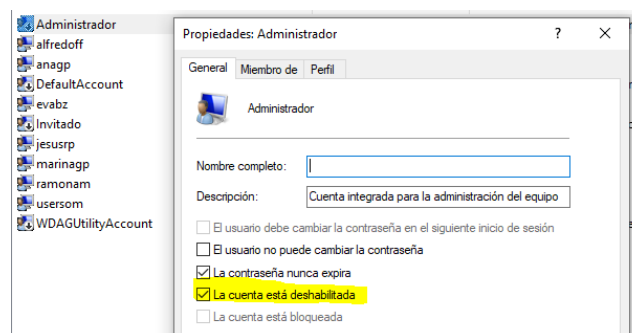 Administrador
alfredoff
anagp
DefaultAccount
evabz
Invitado
jesusrp
marinagp
ramonam
usersom
WDAGUtilityAccount
Propiedades: Administrador
?
General Miembro de Perfil
Administrador
Nombre completo:
Descripción: Cuenta integrada para la administración del equipo
El usuario debe cambiar la contraseña en el siguiente inicio de sesión
El usuario no puede cambiar la contraseña
La contraseña nunca expira
La cuenta está deshabilitada
La cuenta está bloqueada